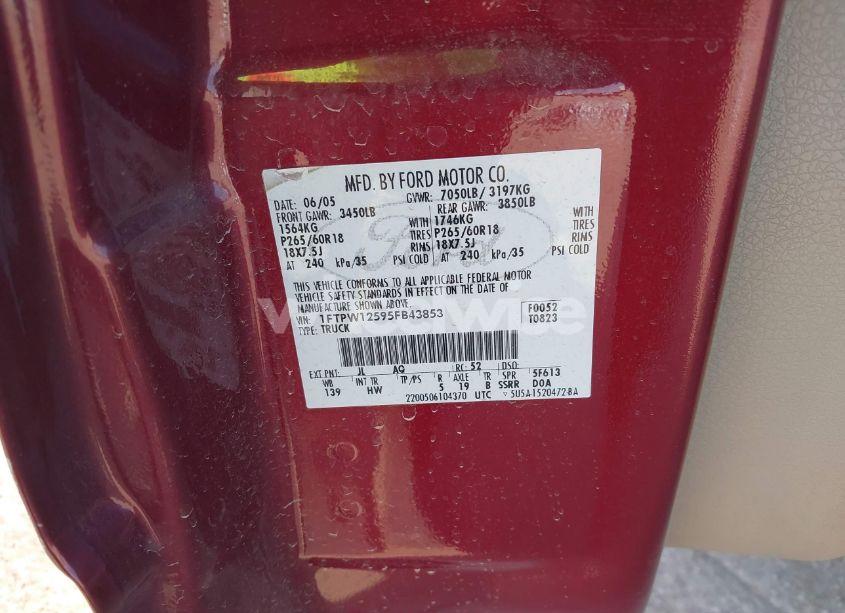 MFD. BY FORD MOTOR CO.
DATE: 06/05 GVWR: 7050LB/ 3197KG
FRONT GAWR: 3450LB REAR GAWR: 3850LB
1564KG WITH 1746KG WITH
P265/60R18 TIRES P265/60R18 TIRES
18X7.5J RIMS 18X7.5J RIMS
AT 240 kPa/35 PSI COLD AT 240 kPa/35 PSI COLD
THIS VEHICLE CONFORMS TO ALL APPLICABLE FEDERAL MOTOR
VEHICLE SAFETY STANDARDS IN EFFECT ON THE DATE OF
MANUFACTURE SHOWN ABOVE.
VIN: 1FTPW12595FB43853 F0052
TYPE: TRUCK T0823
EXT PNT: JL AQ RC: 52 DSO:
WB INT TR TP/PS R AXLE TR SPR 5F613
139 HW 5 19 B SSRR DOA
2200506104370 UTC
Ford